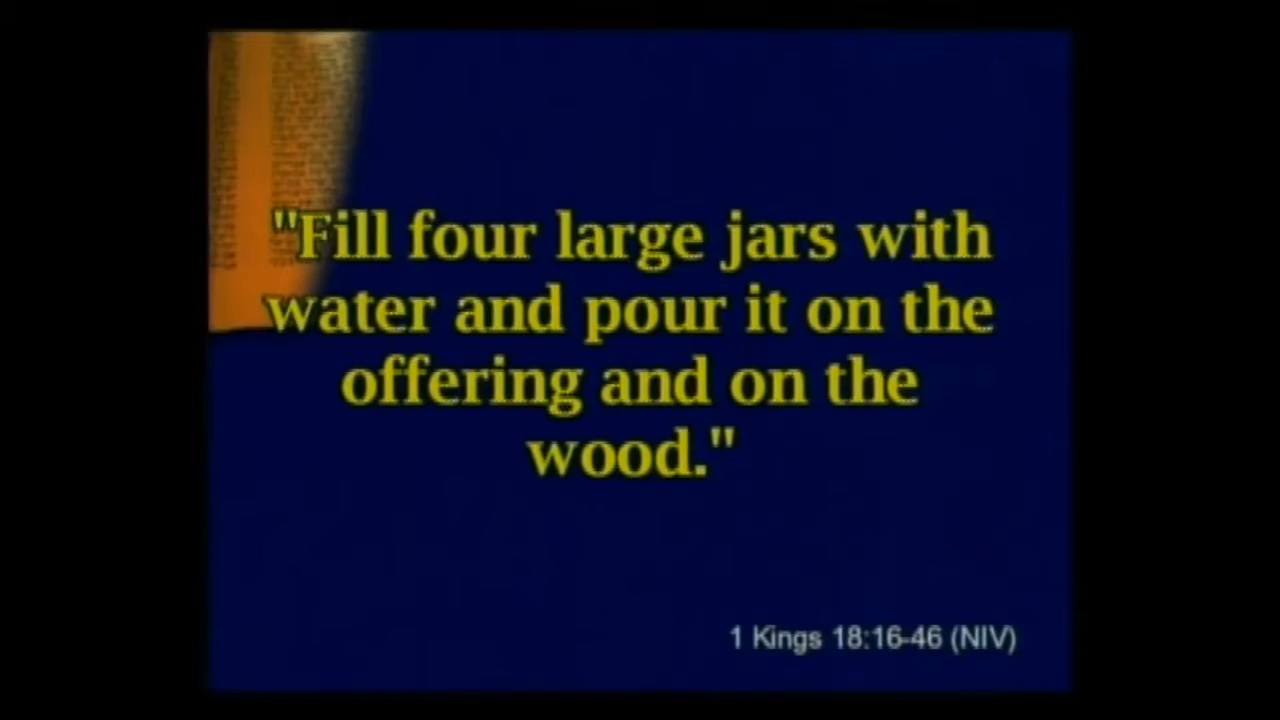 "Fill four large jars with
water and pour it on the
offering and on the
wood."
1 Kings 18:16-46 (NIV)